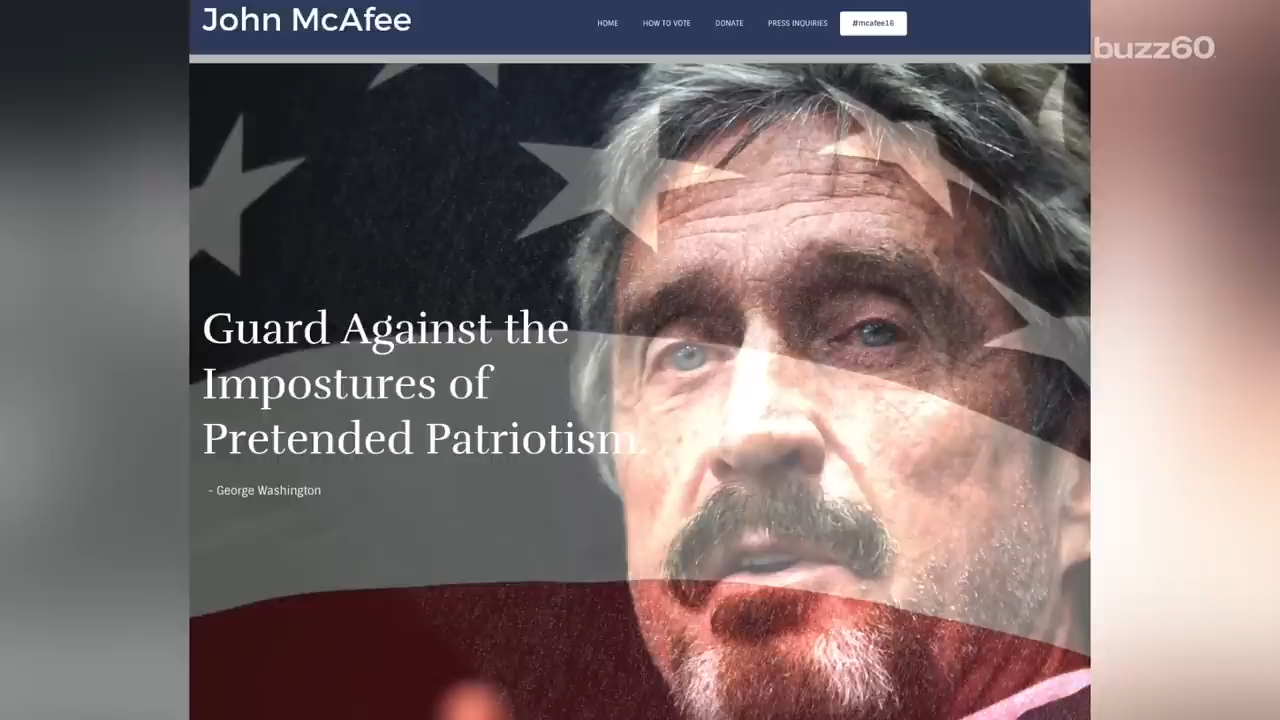 John McAfee
HOME HOW TO VOTE DONATE PRESS INQUIRIES #mcafee16
buzz60
Guard Against the
Impostures of
Pretended Patriotism.
- George Washington